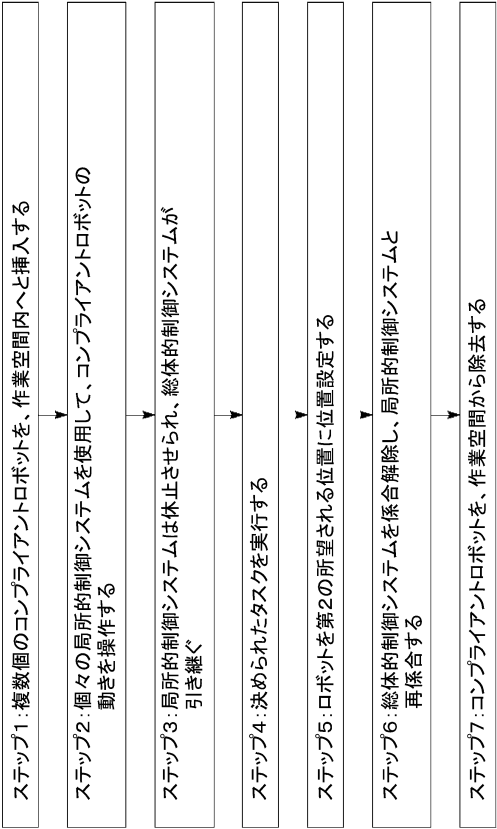 ステップ1：複数個のコンプライアントロボットを、作業空間内へと挿入する
ステップ2：個々の局所的制御システムを使用して、コンプライアントロボットの
動きを操作する
ステップ3：局所的制御システムは休止させられ、総体的制御システムが
引き継ぐ
ステップ4：決められたタスクを実行する
ステップ5：ロボットを第2の所望される位置に位置設定する
ステップ6：総体的制御システムを係合解除し、局所的制御システムと
再係合する
ステップ7：コンプライアントロボットを、作業空間から除去する